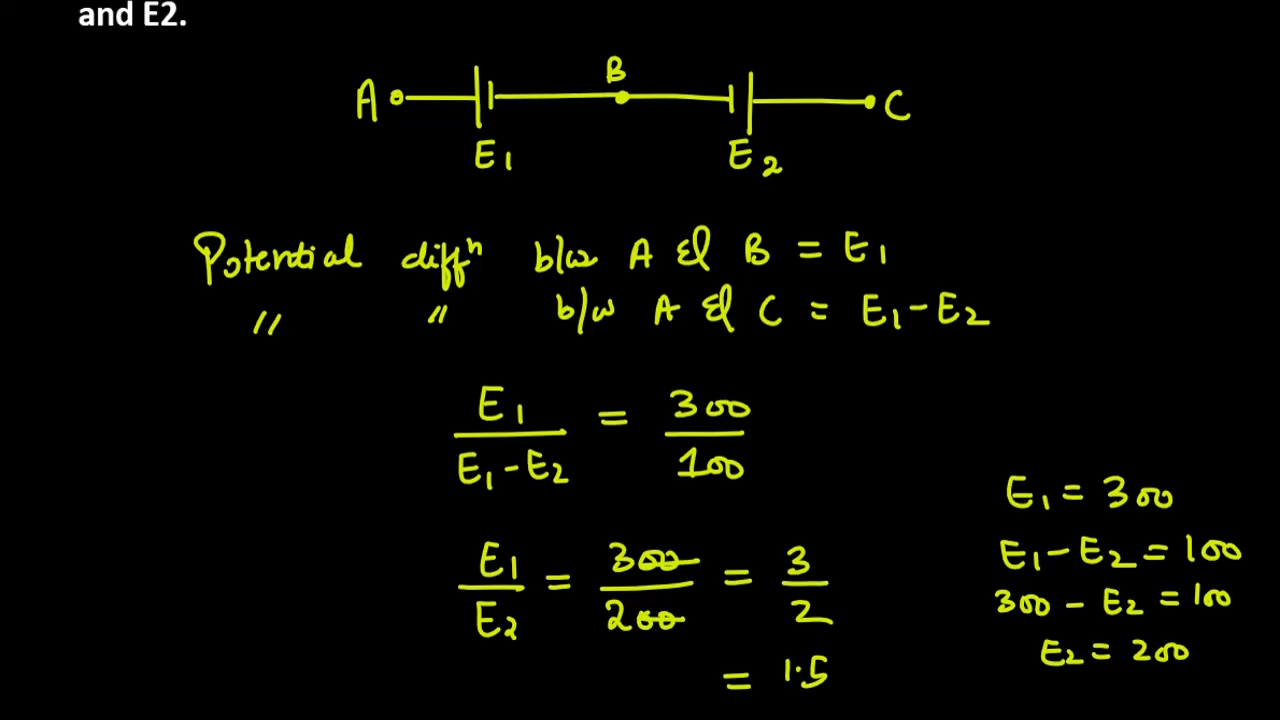 and E2.
B
A C
E1 E2
Potential diffn b/w A & B = E1
" " b/w A & C = E1-E2
E1 / E1-E2 = 300 / 100
E1 / E2 = 300 / 200 = 3 / 2
= 1.5
E1 = 300
E1-E2 = 100
300 - E2 = 100
E2 = 200